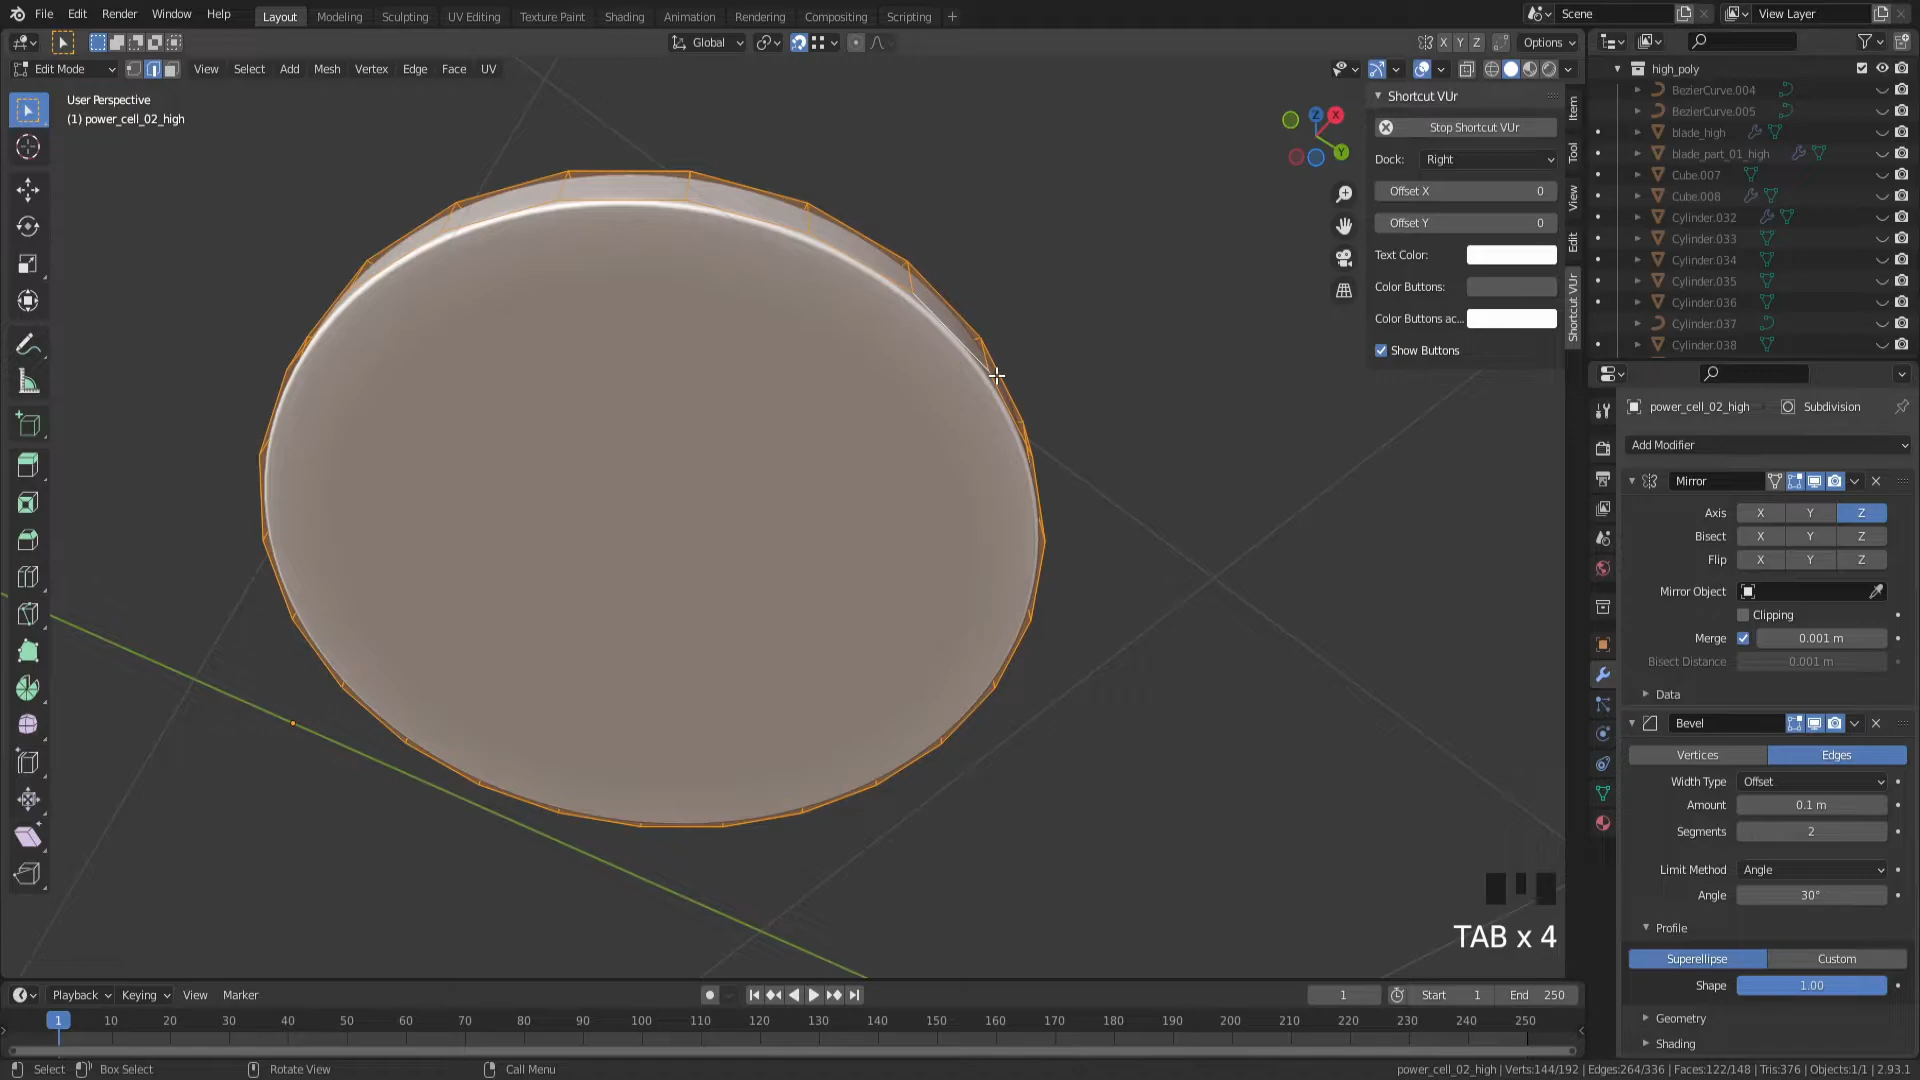 File Edit Render Window Help Layout Modeling Sculpting UV Editing Texture Paint Shading Animation Rendering Compositing Scripting + Scene View Layer
Global X Y Z Options
Edit Mode View Select Add Mesh Vertex Edge Face UV
User Perspective
(1) power_cell_02_high
Shortcut VUr
Stop Shortcut VUr
Dock: Right
Offset X 0
Offset Y 0
Text Color:
Color Buttons:
Color Buttons ac...
Show Buttons
Item
Tool
View
Edit
Shortcut VUr
Z X Y
high_poly
BezierCurve.004
BezierCurve.005
blade_high
blade_part_01_high
Cube.007
Cube.008
Cylinder.032
Cylinder.033
Cylinder.034
Cylinder.035
Cylinder.036
Cylinder.037
Cylinder.038
power_cell_02_high Subdivision
Add Modifier
Mirror
Axis X Y Z
Bisect X Y Z
Flip X Y Z
Mirror Object
Clipping
Merge 0.001 m
Bisect Distance 0.001 m
Data
Bevel
Vertices Edges
Width Type Offset
Amount 0.1 m
Segments 2
Limit Method Angle
Angle 30°
Profile
Superellipse Custom
Shape 1.00
Geometry
Shading
TAB x 4
Playback Keying View Marker 1 Start 1 End 250
1 10 20 30 40 50 60 70 80 90 100 110 120 130 140 150 160 170 180 190 200 210 220 230 240 250
Select Box Select Rotate View Call Menu power_cell_02_high | Verts:144/192 | Edges:264/336 | Faces:122/148 | Tris:376 | Objects:1/1 | 2.93.1